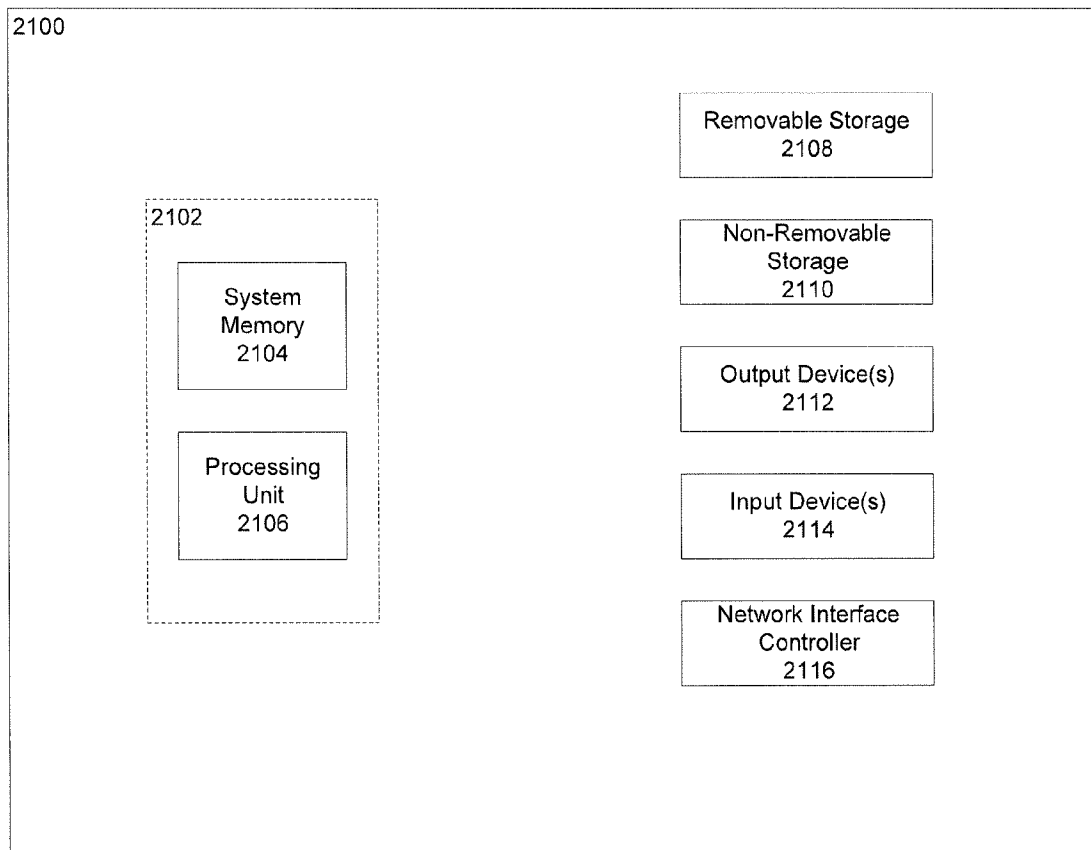 2100
2102
System
Memory
2104
Processing
Unit
2106
Removable Storage
2108
Non-Removable
Storage
2110
Output Device(s)
2112
Input Device(s)
2114
Network Interface
Controller
2116